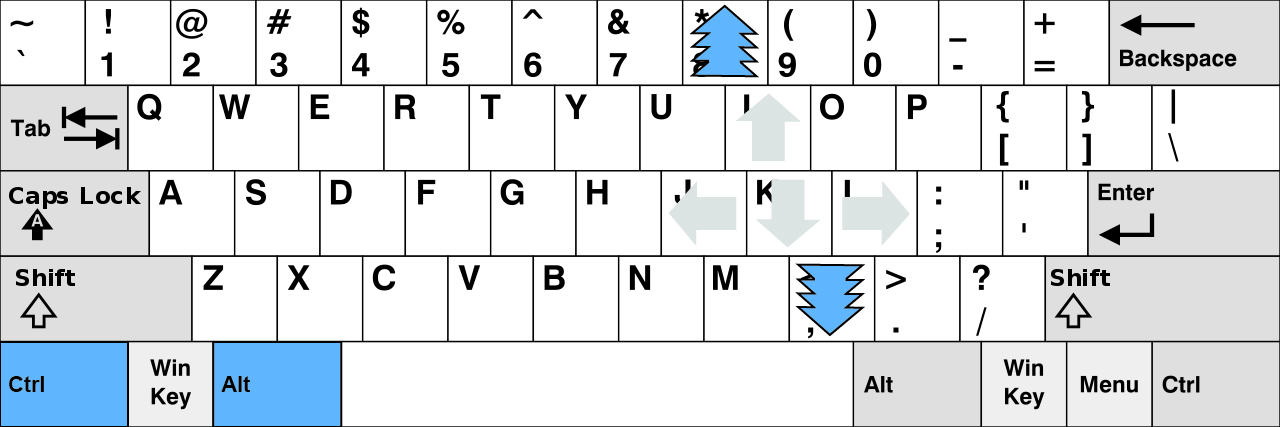 ~ ! @ # $ % ^ & * ( ) _ +
` 1 2 3 4 5 6 7 9 0 - = Backspace
Tab Q W E R T Y U O P { } |
[ ] \
Caps Lock A S D F G H J K L : " Enter
A ; '
Shift Z X C V B N M > ? Shift
, . /
Ctrl Win Key Alt Alt Win Key Menu Ctrl